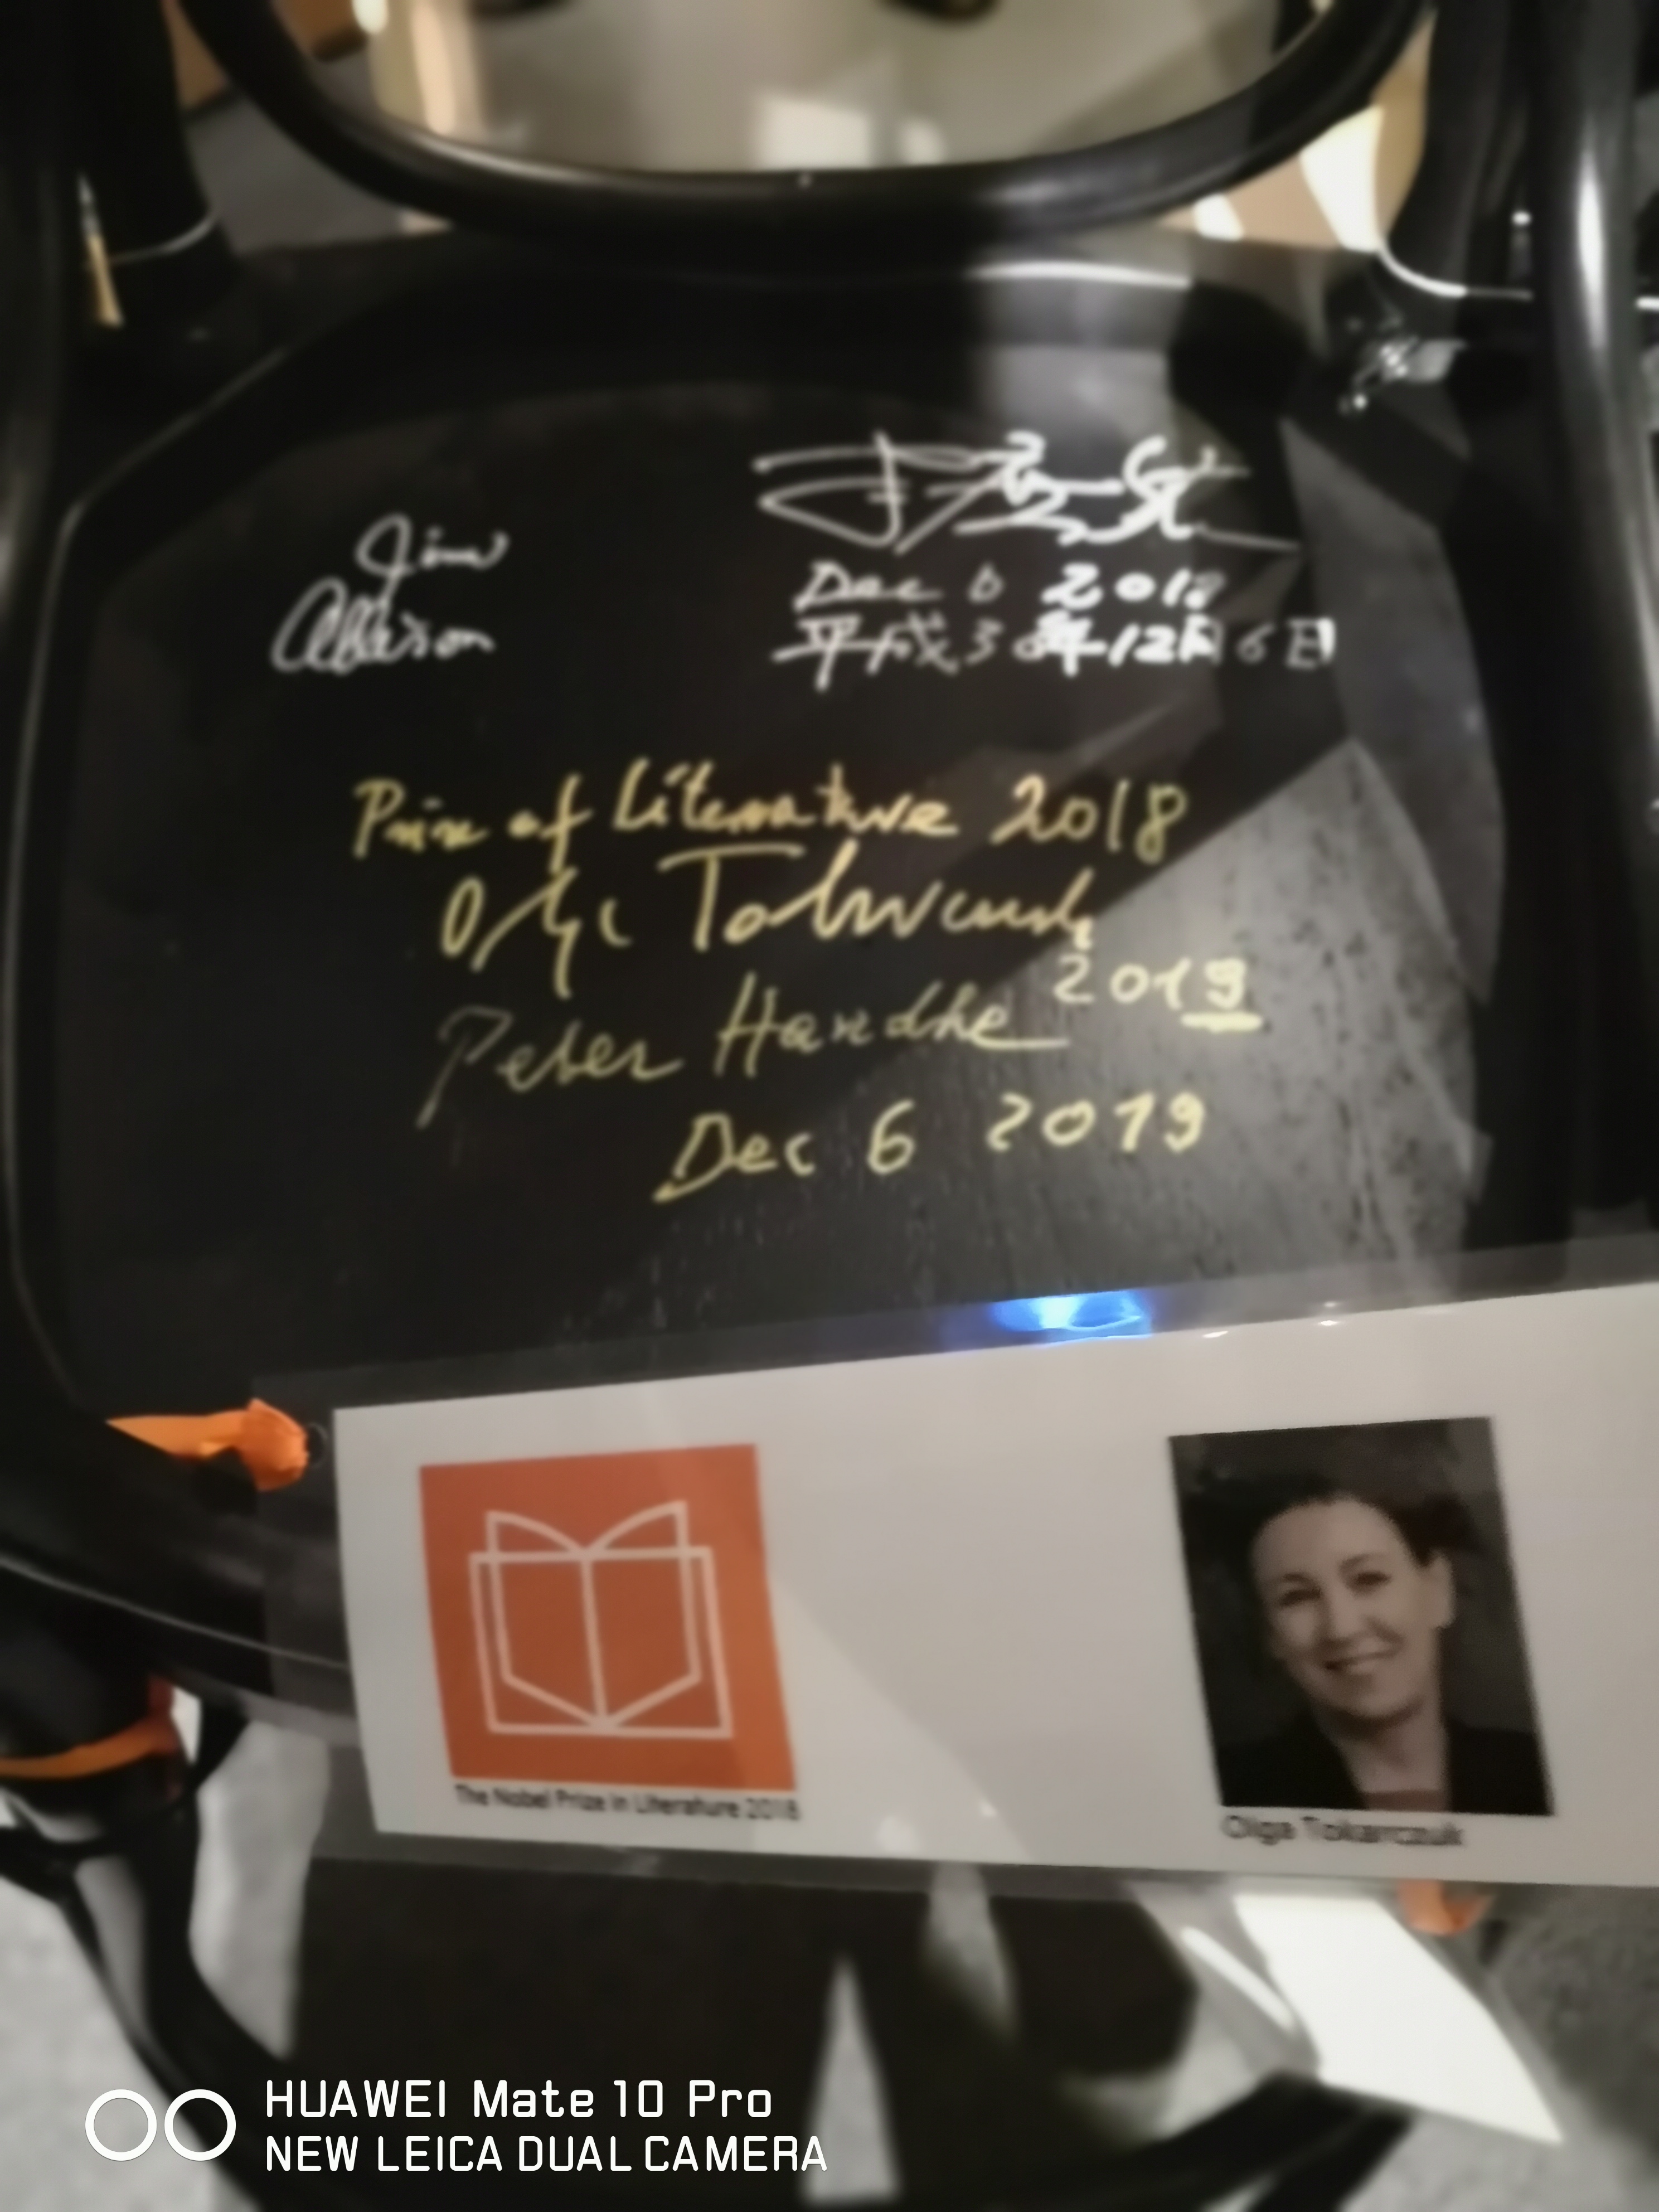 Jim
Allison
Dec 6 2018
平成30年12月6日
Prize of Literature 2018
Olga Tokarczuk
Peter Handke 2019
Dec 6 2019
The Nobel Prize in Literature 2018
Olga Tokarczuk
HUAWEI Mate 10 Pro
NEW LEICA DUAL CAMERA